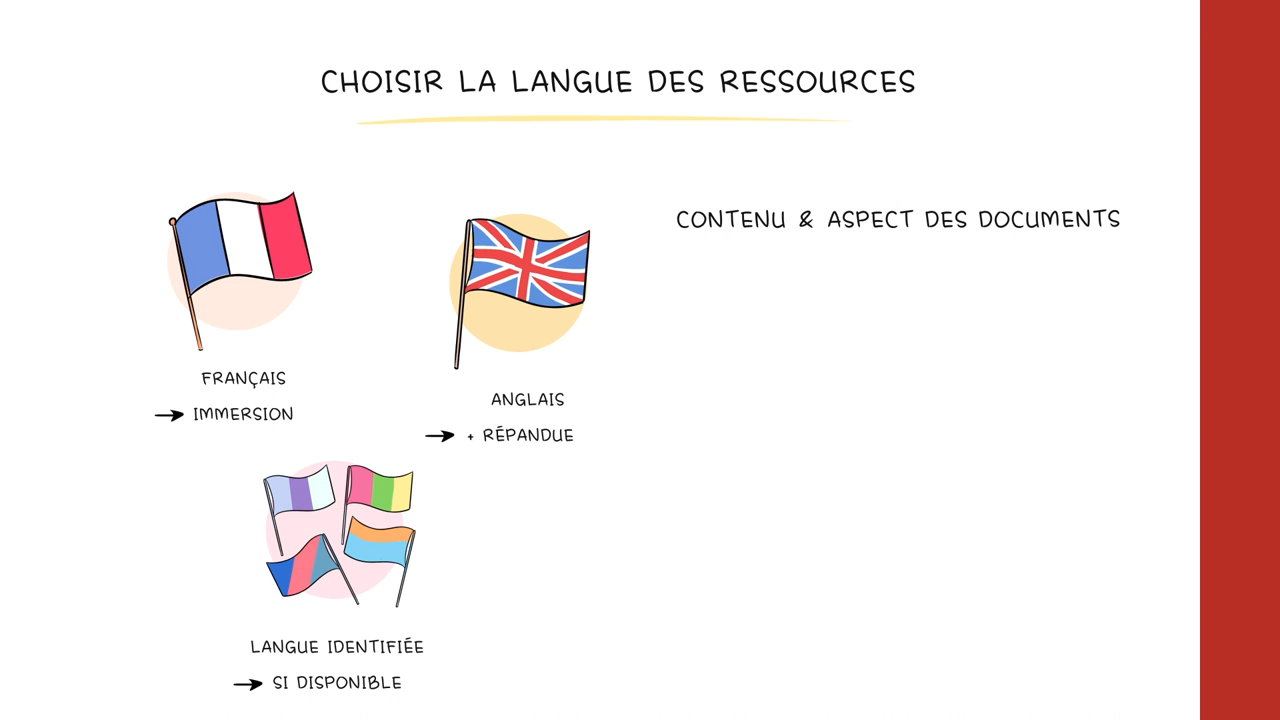 CHOISIR LA LANGUE DES RESSOURCES
FRANÇAIS
→ IMMERSION
ANGLAIS
→ + RÉPANDUE
LANGUE IDENTIFIÉE
→ SI DISPONIBLE
CONTENU & ASPECT DES DOCUMENTS